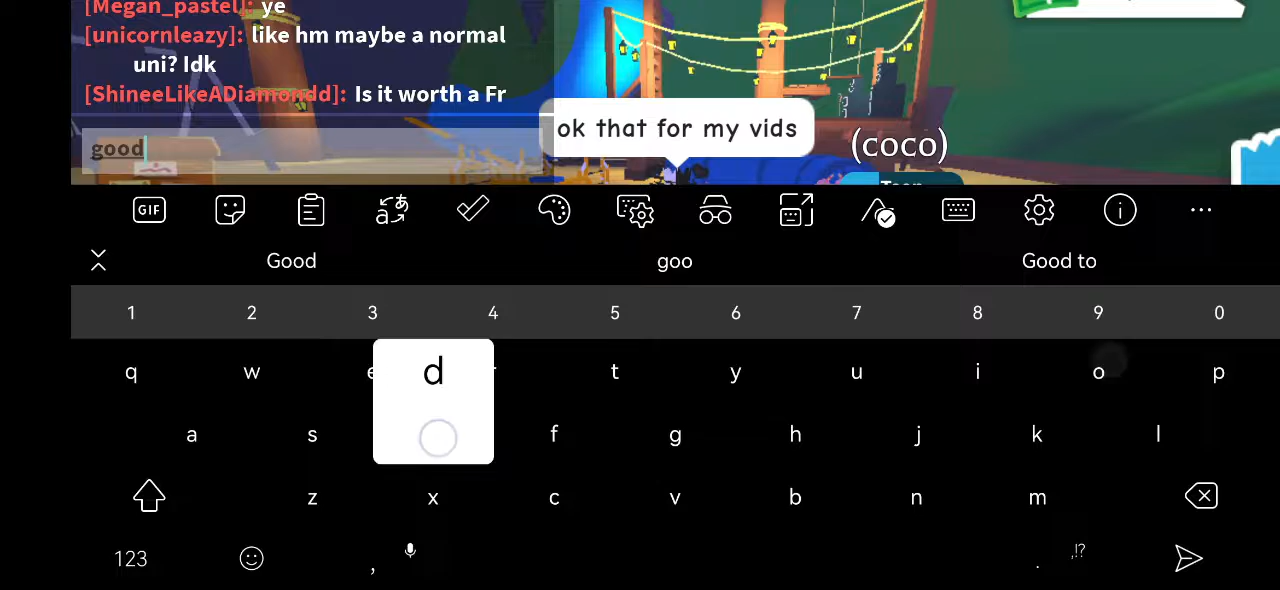 [Megan_pastel]: ye
[unicornleazy]: like hm maybe a normal
uni? Idk
[ShineeLikeADiamondd]: Is it worth a Fr
good
ok that for my vids
(coco)
GIF
Good goo Good to
1 2 3 4 5 6 7 8 9 0
q w e r t y u i o p
a s d f g h j k l
z x c v b n m
123 , . ,!?